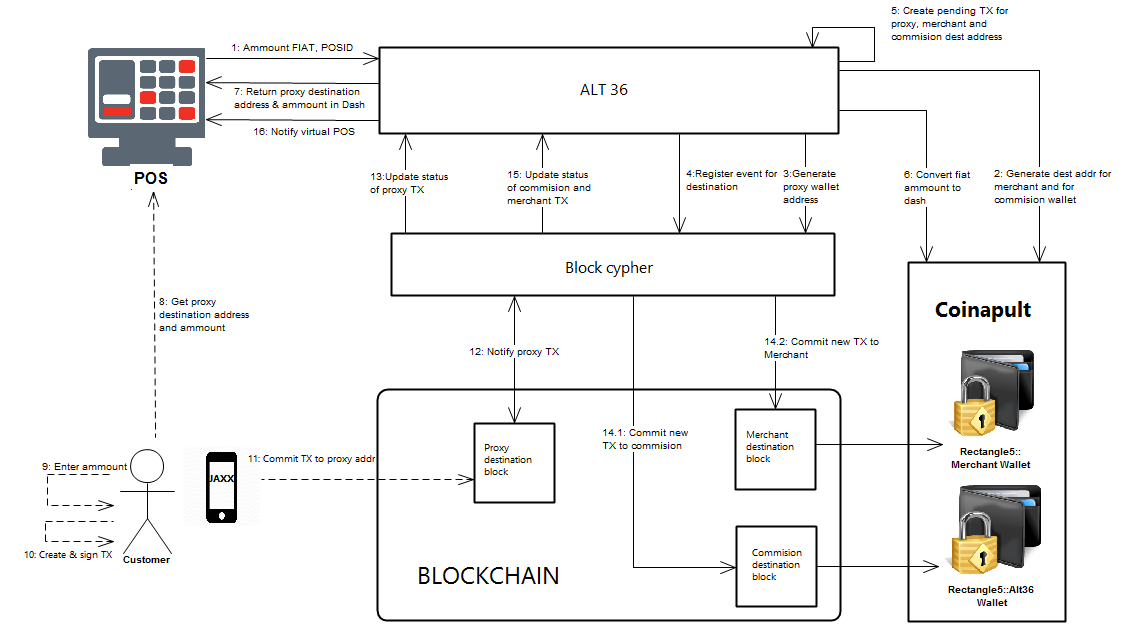 5: Create pending TX for
proxy, merchant and
commision dest address
1: Ammount FIAT, POSID
ALT 36
7: Return proxy destination
address & ammount in Dash
16: Notify virtual POS
POS
13:Update status
of proxy TX
15: Update status
of commision and
merchant TX
4:Register event for
destination
3:Generate
proxy wallet
address
6: Convert fiat
ammount to
dash
2: Generate dest addr for
merchant and for
commision wallet
Block cypher
8: Get proxy
destination address
and ammount
Coinapult
12: Notify proxy TX
14.2: Commit new TX to
Merchant
14.1: Commit new
TX to commision
Proxy
destination
block
Merchant
destination
block
Rectangle5::
Merchant Wallet
9: Enter ammount
JAXX
11: Commit TX to proxy addr
10: Create & sign TX
Customer
BLOCKCHAIN
Commision
destination
block
Rectangle5::Alt36
Wallet